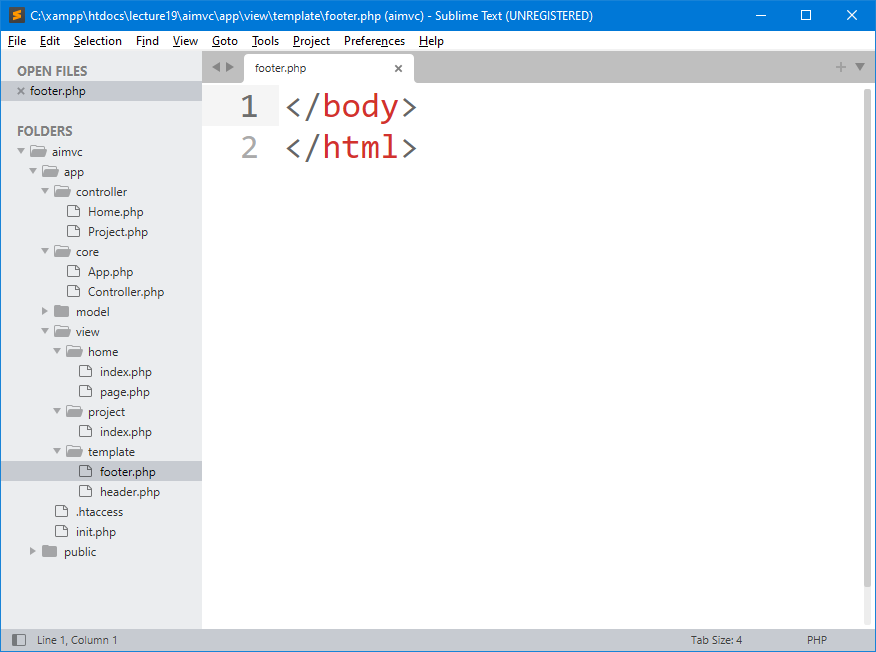 C:\xampp\htdocs\lecture19\aimvc\app\view\template\footer.php (aimvc) - Sublime Text (UNREGISTERED)
File Edit Selection Find View Goto Tools Project Preferences Help
OPEN FILES
footer.php
FOLDERS
aimvc
app
controller
Home.php
Project.php
core
App.php
Controller.php
model
view
home
index.php
page.php
project
index.php
template
footer.php
header.php
.htaccess
init.php
public
footer.php
1 </body>
2 </html>
Line 1, Column 1 Tab Size: 4 PHP